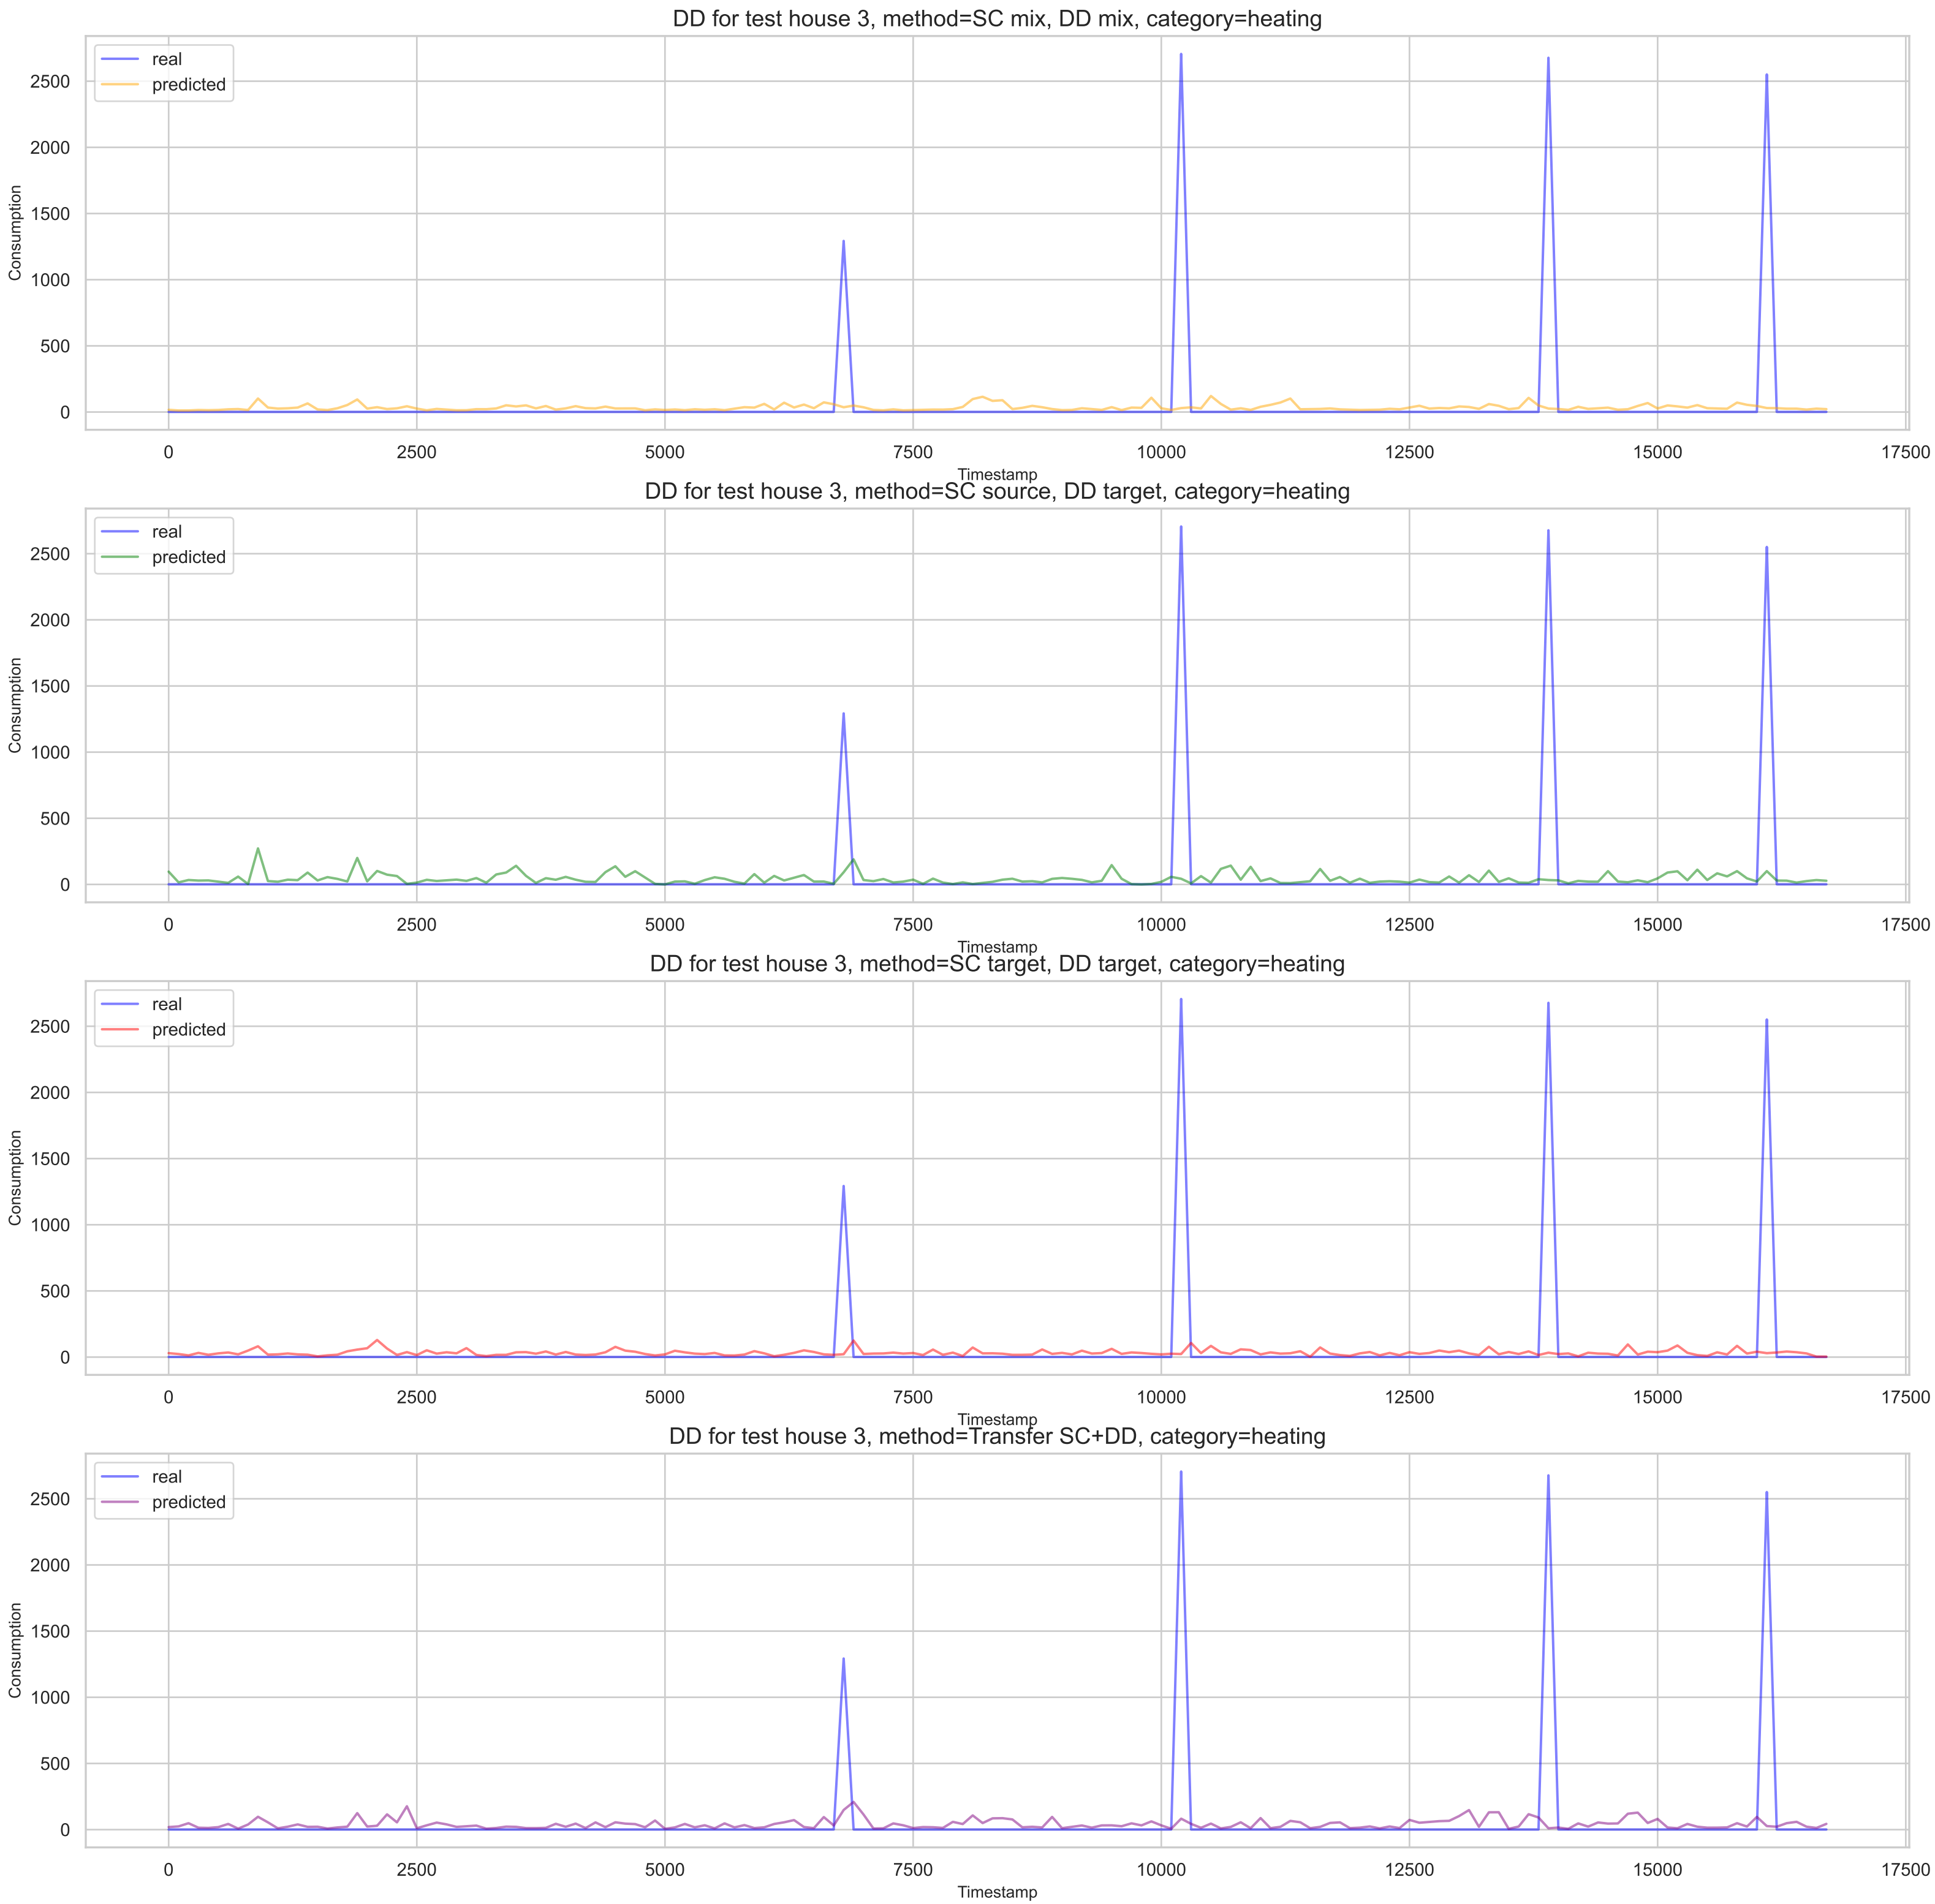 DD for test house 3, method=SC mix, DD mix, category=heating
real
predicted
Consumption
2500
2000
1500
1000
500
0
0 2500 5000 7500 10000 12500 15000 17500
Timestamp
DD for test house 3, method=SC source, DD target, category=heating
real
predicted
Consumption
2500
2000
1500
1000
500
0
0 2500 5000 7500 10000 12500 15000 17500
Timestamp
DD for test house 3, method=SC target, DD target, category=heating
real
predicted
Consumption
2500
2000
1500
1000
500
0
0 2500 5000 7500 10000 12500 15000 17500
Timestamp
DD for test house 3, method=Transfer SC+DD, category=heating
real
predicted
Consumption
2500
2000
1500
1000
500
0
0 2500 5000 7500 10000 12500 15000 17500
Timestamp